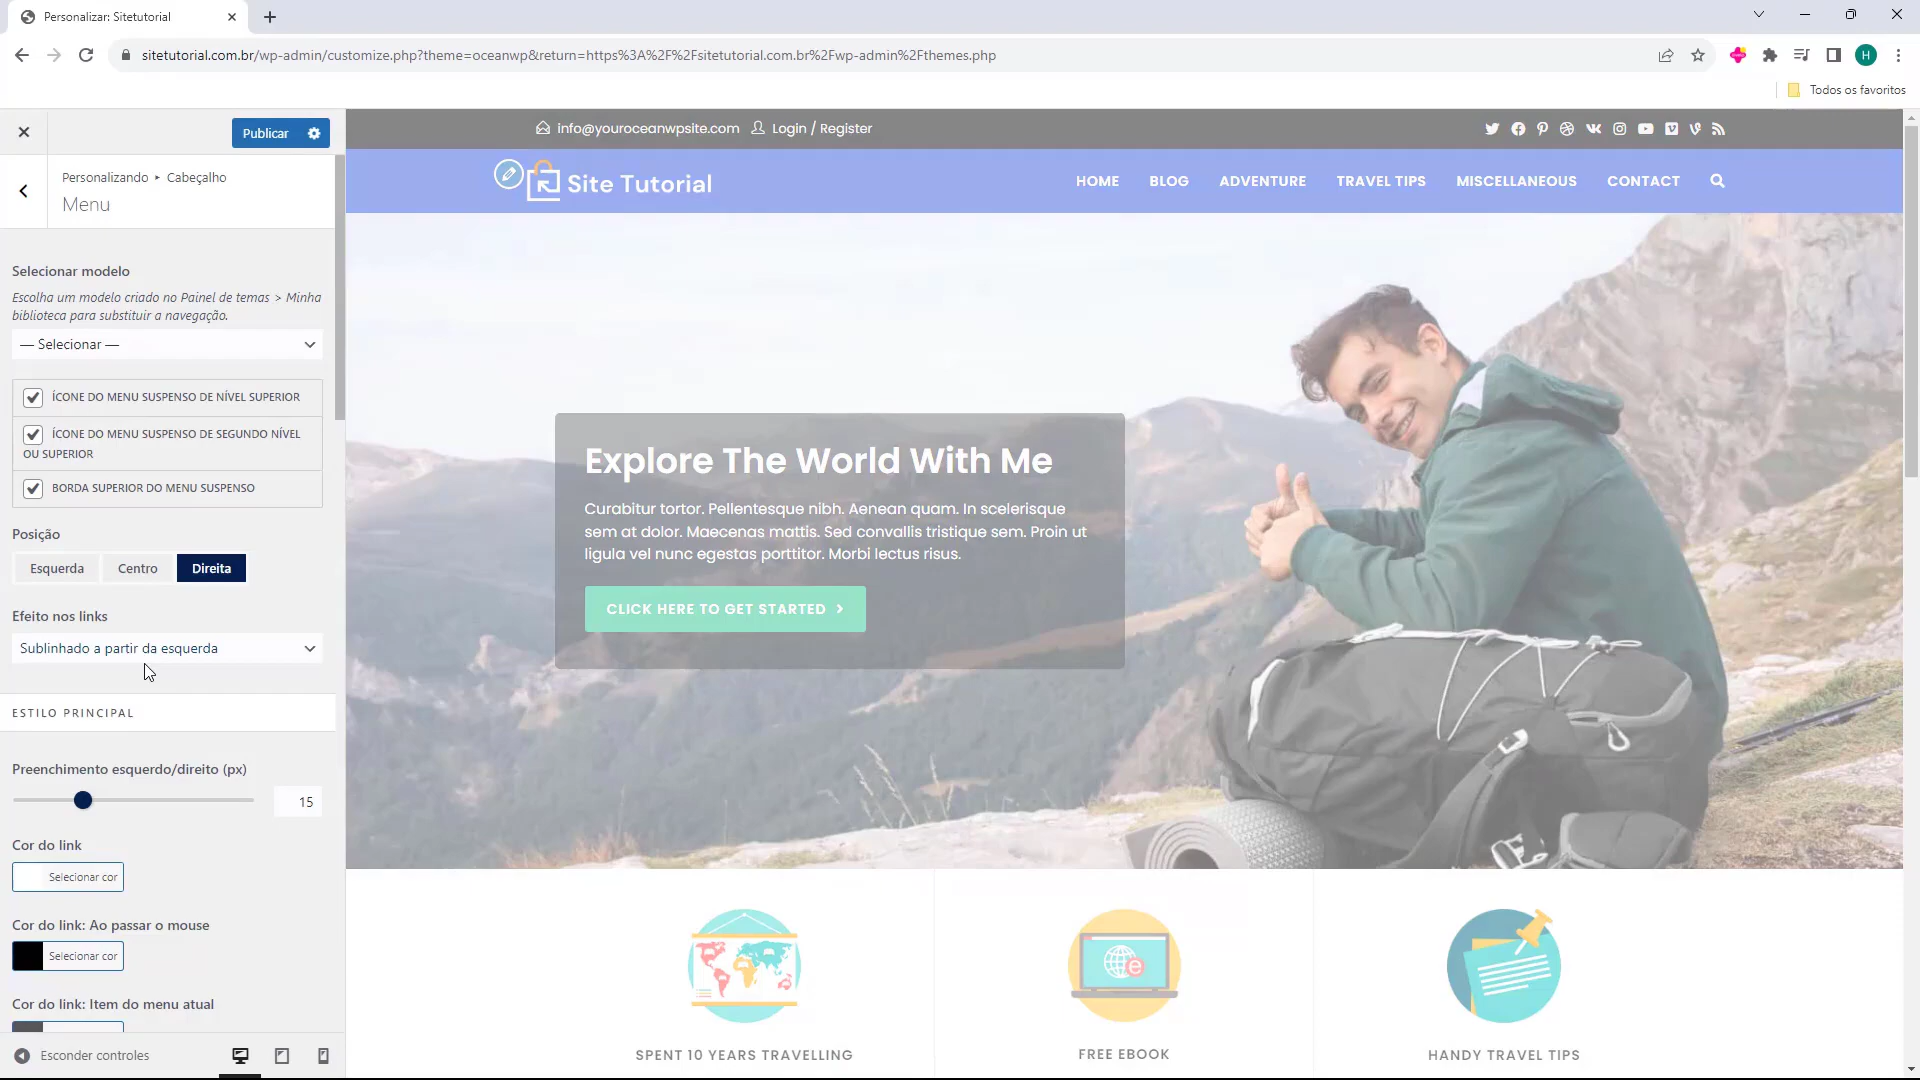 Personalizar: Sitetutorial
sitetutorial.com.br/wp-admin/customize.php?theme=oceanwp&return=https%3A%2F%2Fsitetutorial.com.br%2Fwp-admin%2Fthemes.php
H
Todos os favoritos
Publicar
Personalizando ▸ Cabeçalho
Menu
Selecionar modelo
Escolha um modelo criado no Painel de temas > Minha
biblioteca para substituir a navegação.
— Selecionar —
ÍCONE DO MENU SUSPENSO DE NÍVEL SUPERIOR
ÍCONE DO MENU SUSPENSO DE SEGUNDO NÍVEL
OU SUPERIOR
BORDA SUPERIOR DO MENU SUSPENSO
Posição
Esquerda Centro Direita
Efeito nos links
Sublinhado a partir da esquerda
ESTILO PRINCIPAL
Preenchimento esquerdo/direito (px)
15
Cor do link
Selecionar cor
Cor do link: Ao passar o mouse
Selecionar cor
Cor do link: Item do menu atual
Esconder controles
info@youroceanwpsite.com Login / Register
Site Tutorial
HOME BLOG ADVENTURE TRAVEL TIPS MISCELLANEOUS CONTACT
Explore The World With Me
Curabitur tortor. Pellentesque nibh. Aenean quam. In scelerisque
sem at dolor. Maecenas mattis. Sed convallis tristique sem. Proin ut
ligula vel nunc egestas porttitor. Morbi lectus risus.
CLICK HERE TO GET STARTED
SPENT 10 YEARS TRAVELLING
FREE EBOOK
HANDY TRAVEL TIPS